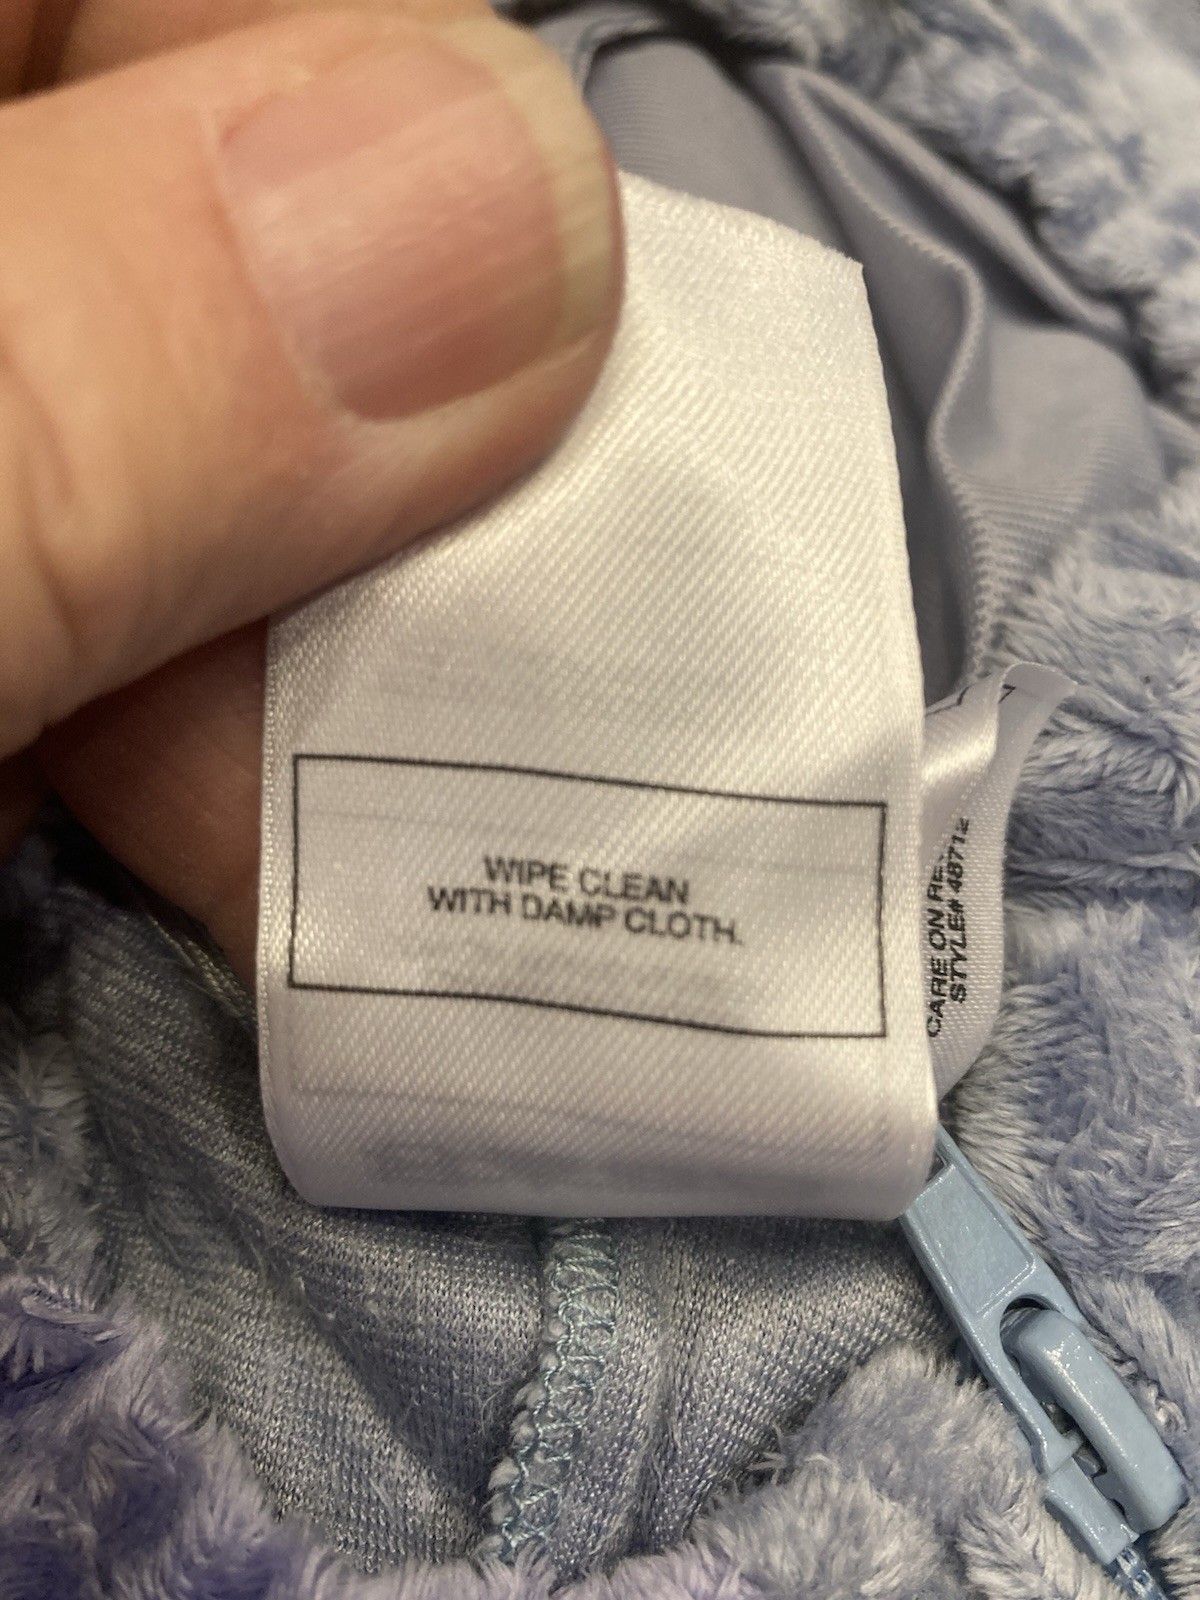 WIPE CLEAN
WITH DAMP CLOTH.
CARE ON
STYLE# 48712